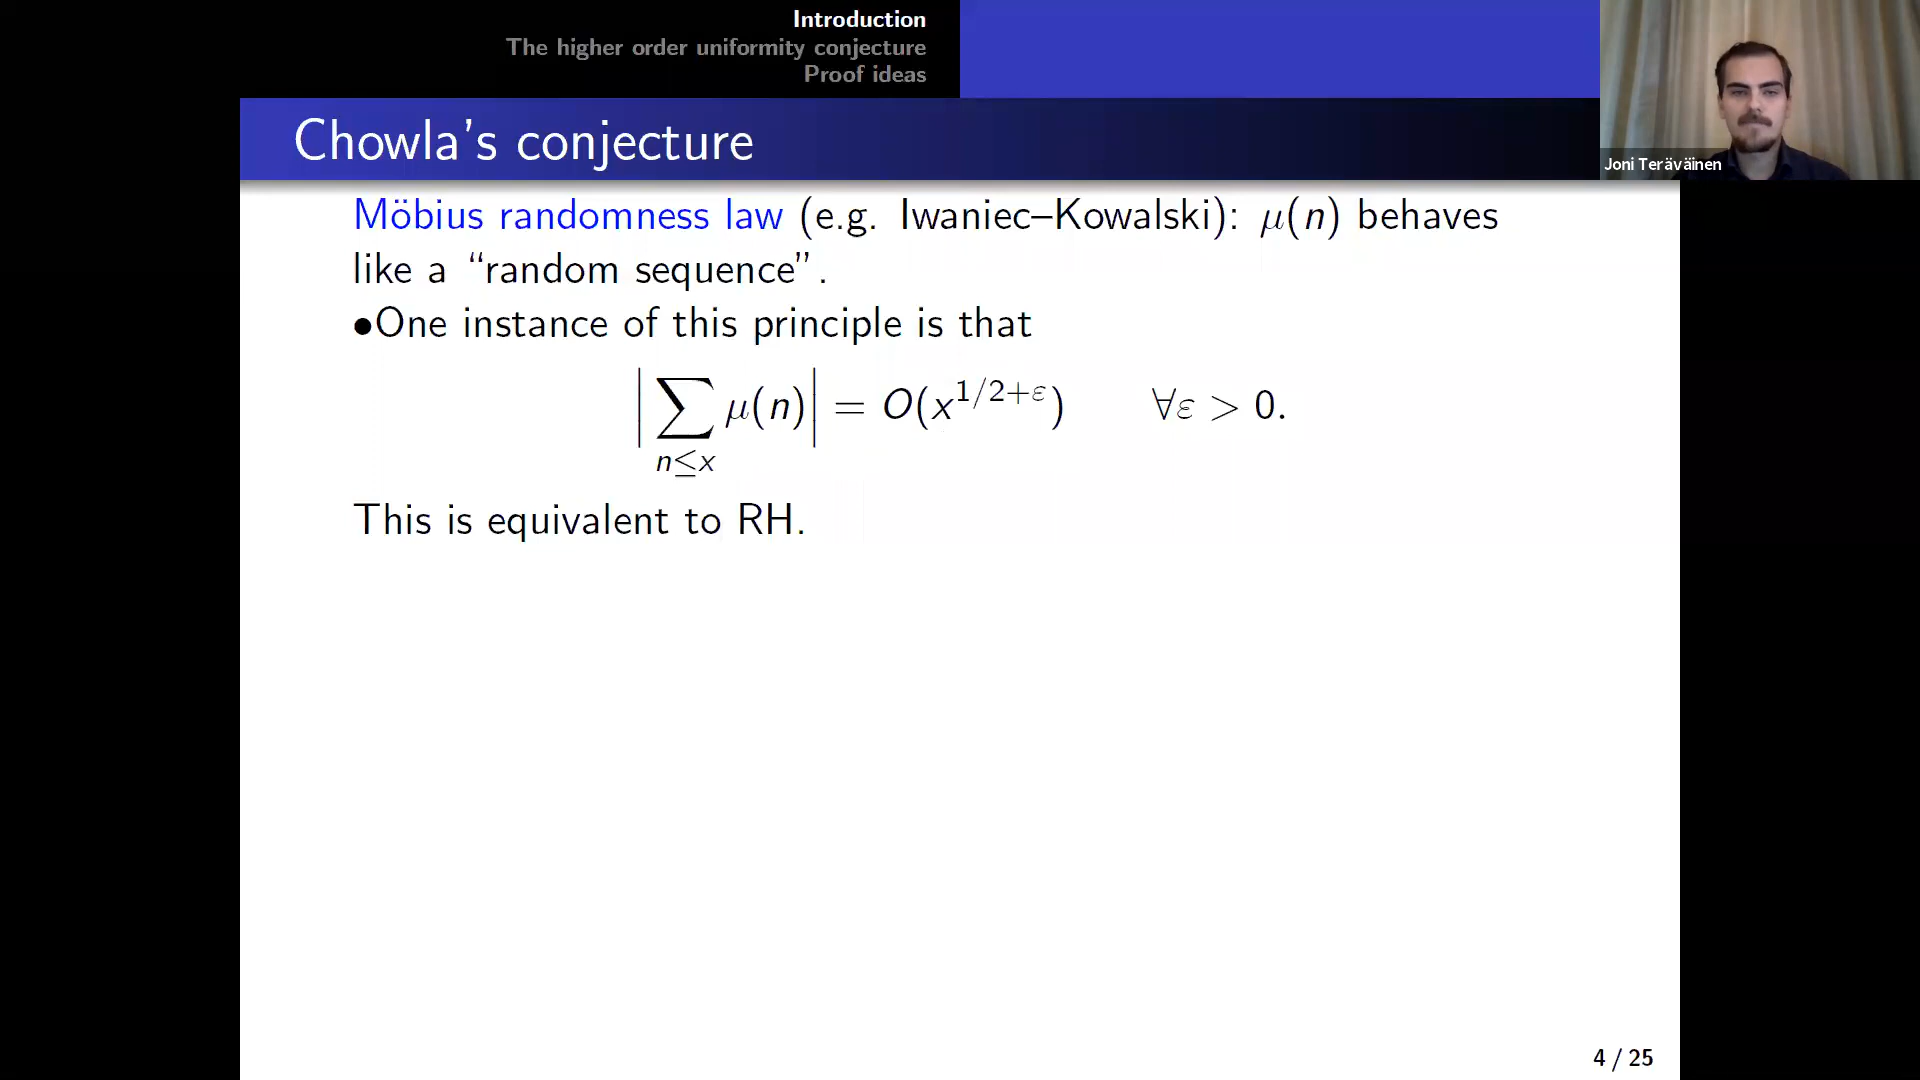 Introduction
The higher order uniformity conjecture
Proof ideas
Chowla's conjecture
Joni Teräväinen
Möbius randomness law (e.g. Iwaniec–Kowalski): μ(n) behaves
like a “random sequence”.
•One instance of this principle is that
|∑_{n≤x} μ(n)| = O(x^{1/2+ε}) ∀ε > 0.
This is equivalent to RH.
4 / 25